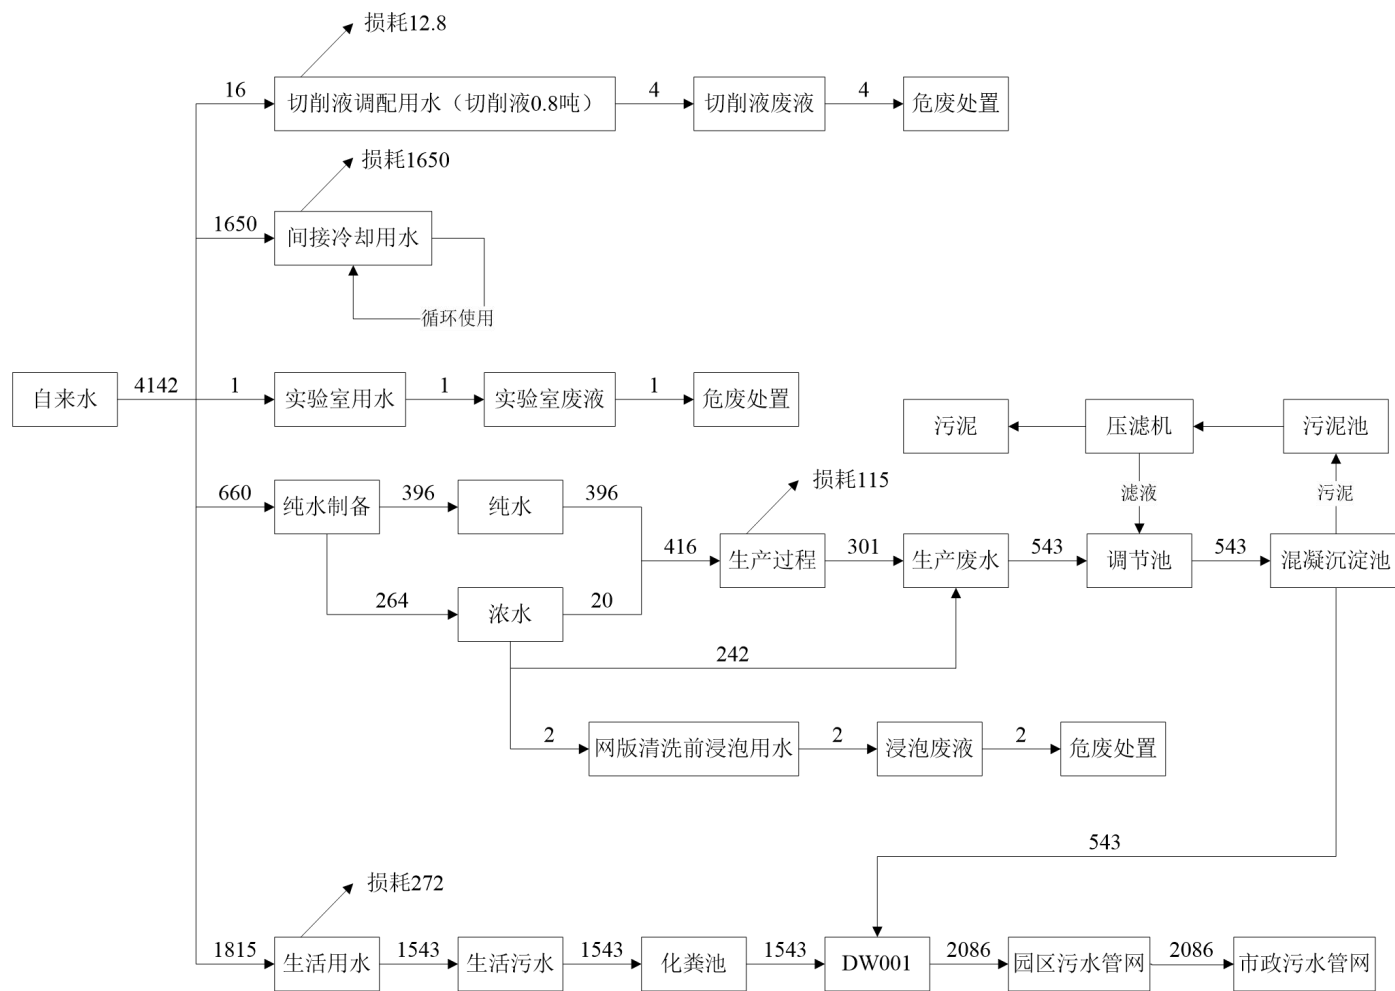 损耗12.8
16
切削液调配用水（切削液0.8吨）
4
切削液废液
4
危废处置
损耗1650
1650
间接冷却用水
循环使用
自来水
4142
1
实验室用水
1
实验室废液
1
危废处置
污泥
压滤机
污泥池
滤液
污泥
660
纯水制备
396
纯水
396
损耗115
416
生产过程
301
生产废水
543
调节池
543
混凝沉淀池
264
浓水
20
242
2
网版清洗前浸泡用水
2
浸泡废液
2
危废处置
543
损耗272
1815
生活用水
1543
生活污水
1543
化粪池
1543
DW001
2086
园区污水管网
2086
市政污水管网